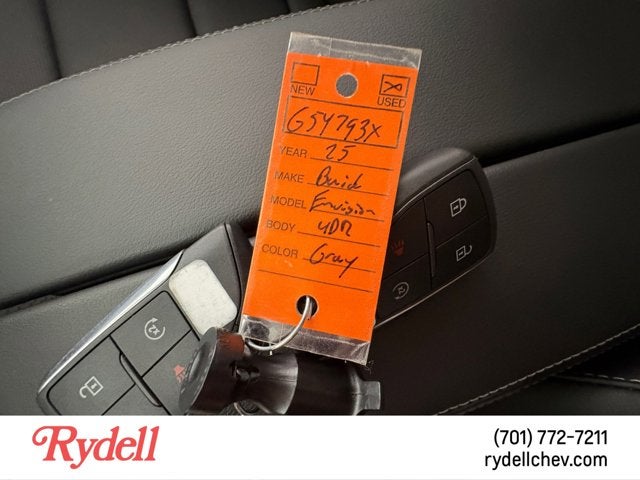 NEW USED
G54793X
YEAR 25
MAKE Buick
MODEL Envision
BODY 4DR
COLOR Gray
x2
Rydell
(701) 772-7211
rydellchev.com